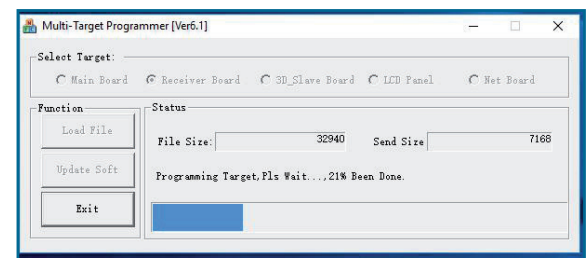 Multi-Target Programmer [Ver6.1]
Select Target:
Main Board Receiver Board 3D_Slave Board LCD Panel Net Board
Function
Load File
Update Soft
Exit
Status
File Size: 32940 Send Size 7168
Programming Target,Pls Wait...,21% Been Done.